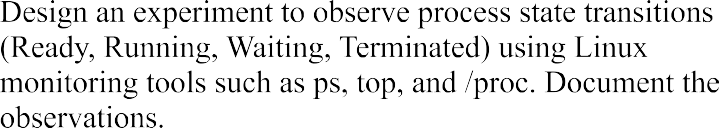 Design an experiment to observe process state transitions
(Ready, Running, Waiting, Terminated) using Linux
monitoring tools such as ps, top, and /proc. Document the
observations.